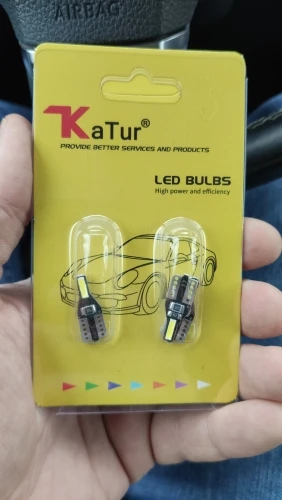 AIRBAG
KaTur®
PROVIDE BETTER SERVICES AND PRODUCTS
LED BULBS
High power and efficiency